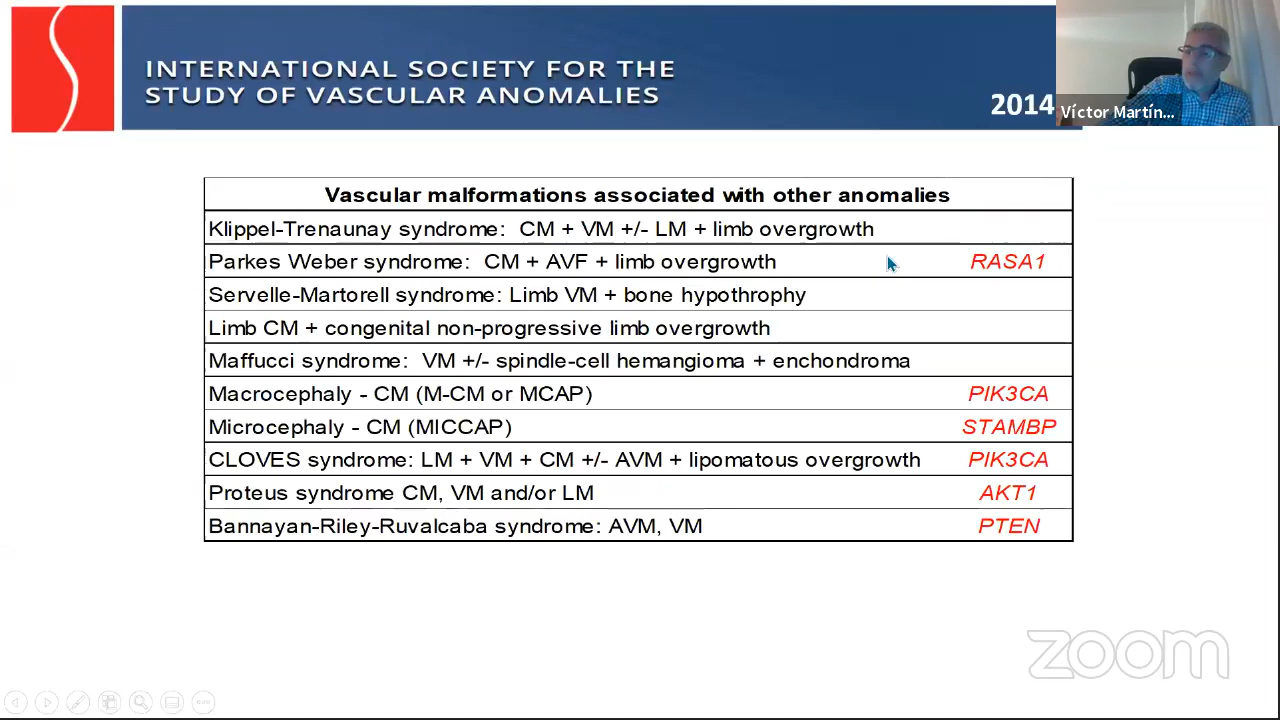 INTERNATIONAL SOCIETY FOR THE
STUDY OF VASCULAR ANOMALIES
2014
Víctor Martín...
Vascular malformations associated with other anomalies
Klippel-Trenaunay syndrome: CM + VM +/- LM + limb overgrowth
Parkes Weber syndrome: CM + AVF + limb overgrowth RASA1
Servelle-Martorell syndrome: Limb VM + bone hypothrophy
Limb CM + congenital non-progressive limb overgrowth
Maffucci syndrome: VM +/- spindle-cell hemangioma + enchondroma
Macrocephaly - CM (M-CM or MCAP) PIK3CA
Microcephaly - CM (MICCAP) STAMBP
CLOVES syndrome: LM + VM + CM +/- AVM + lipomatous overgrowth PIK3CA
Proteus syndrome CM, VM and/or LM AKT1
Bannayan-Riley-Ruvalcaba syndrome: AVM, VM PTEN
zoom